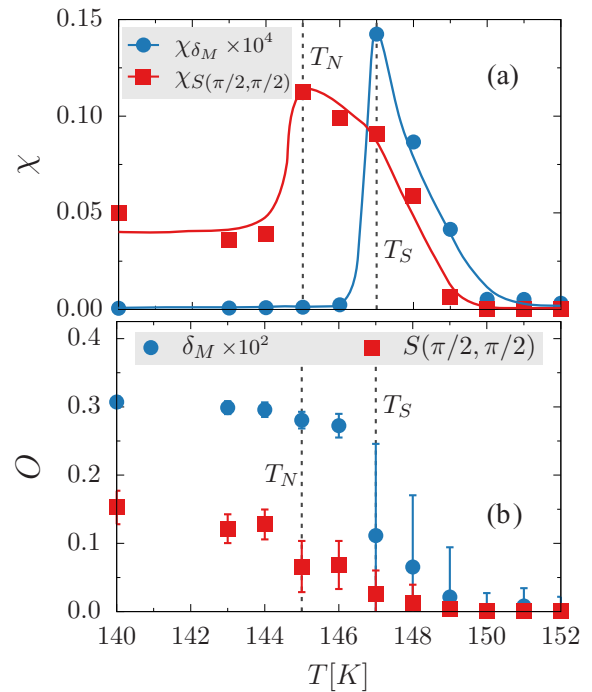 χ_{δ_M} ×10^4
χ_{S(π/2,π/2)}
T_N
(a)
T_S
χ
0.15
0.10
0.05
0.00
δ_M ×10^2 S(π/2, π/2)
T_S
T_N
(b)
O
0.4
0.3
0.2
0.1
0.0
140 142 144 146 148 150 152
T[K]